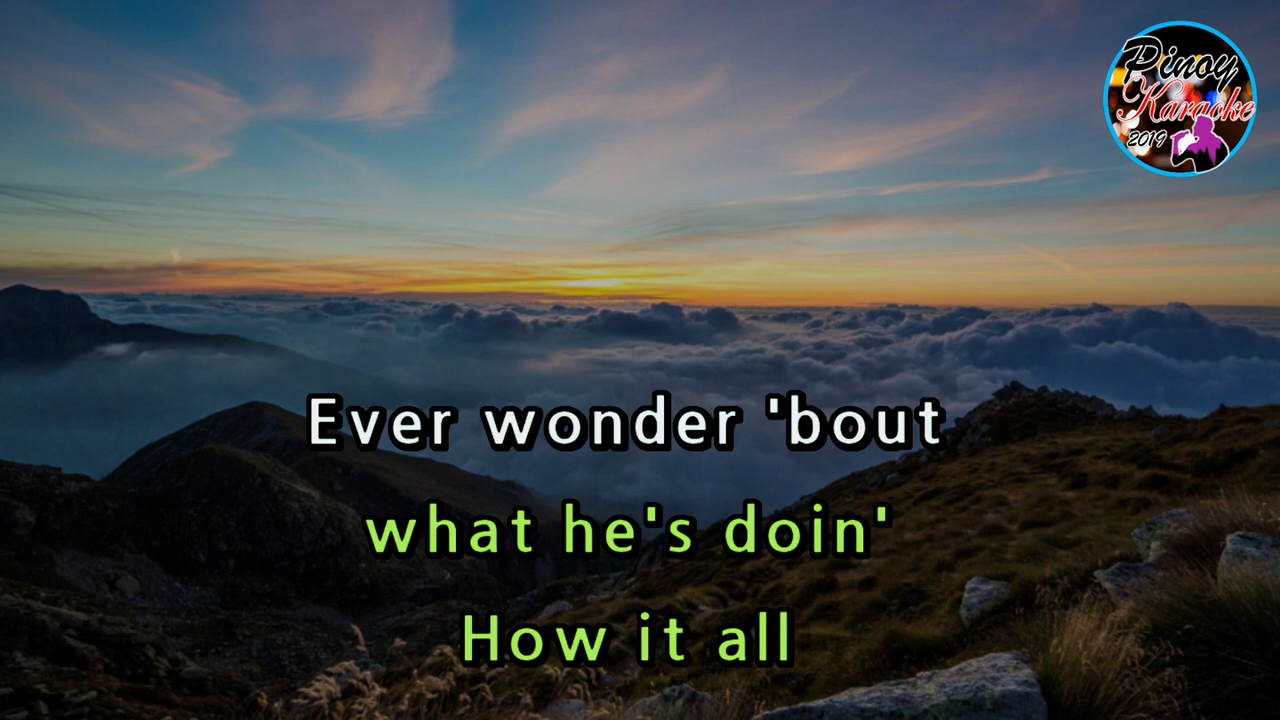 Pinoy
Karaoke
2019
Ever wonder 'bout
what he's doin'
How it all